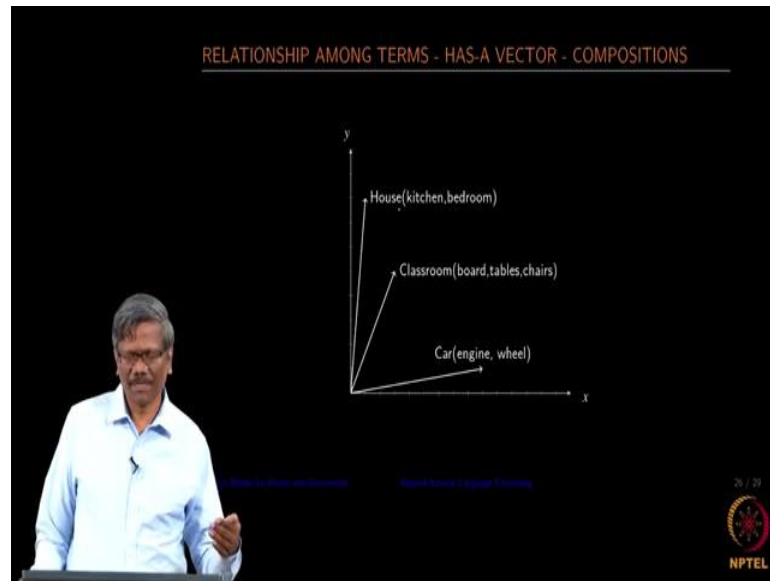 RELATIONSHIP AMONG TERMS - HAS-A VECTOR - COMPOSITIONS
y
House(kitchen,bedroom)
Classroom(board,tables,chairs)
Car(engine, wheel)
x
26 / 29
NPTEL